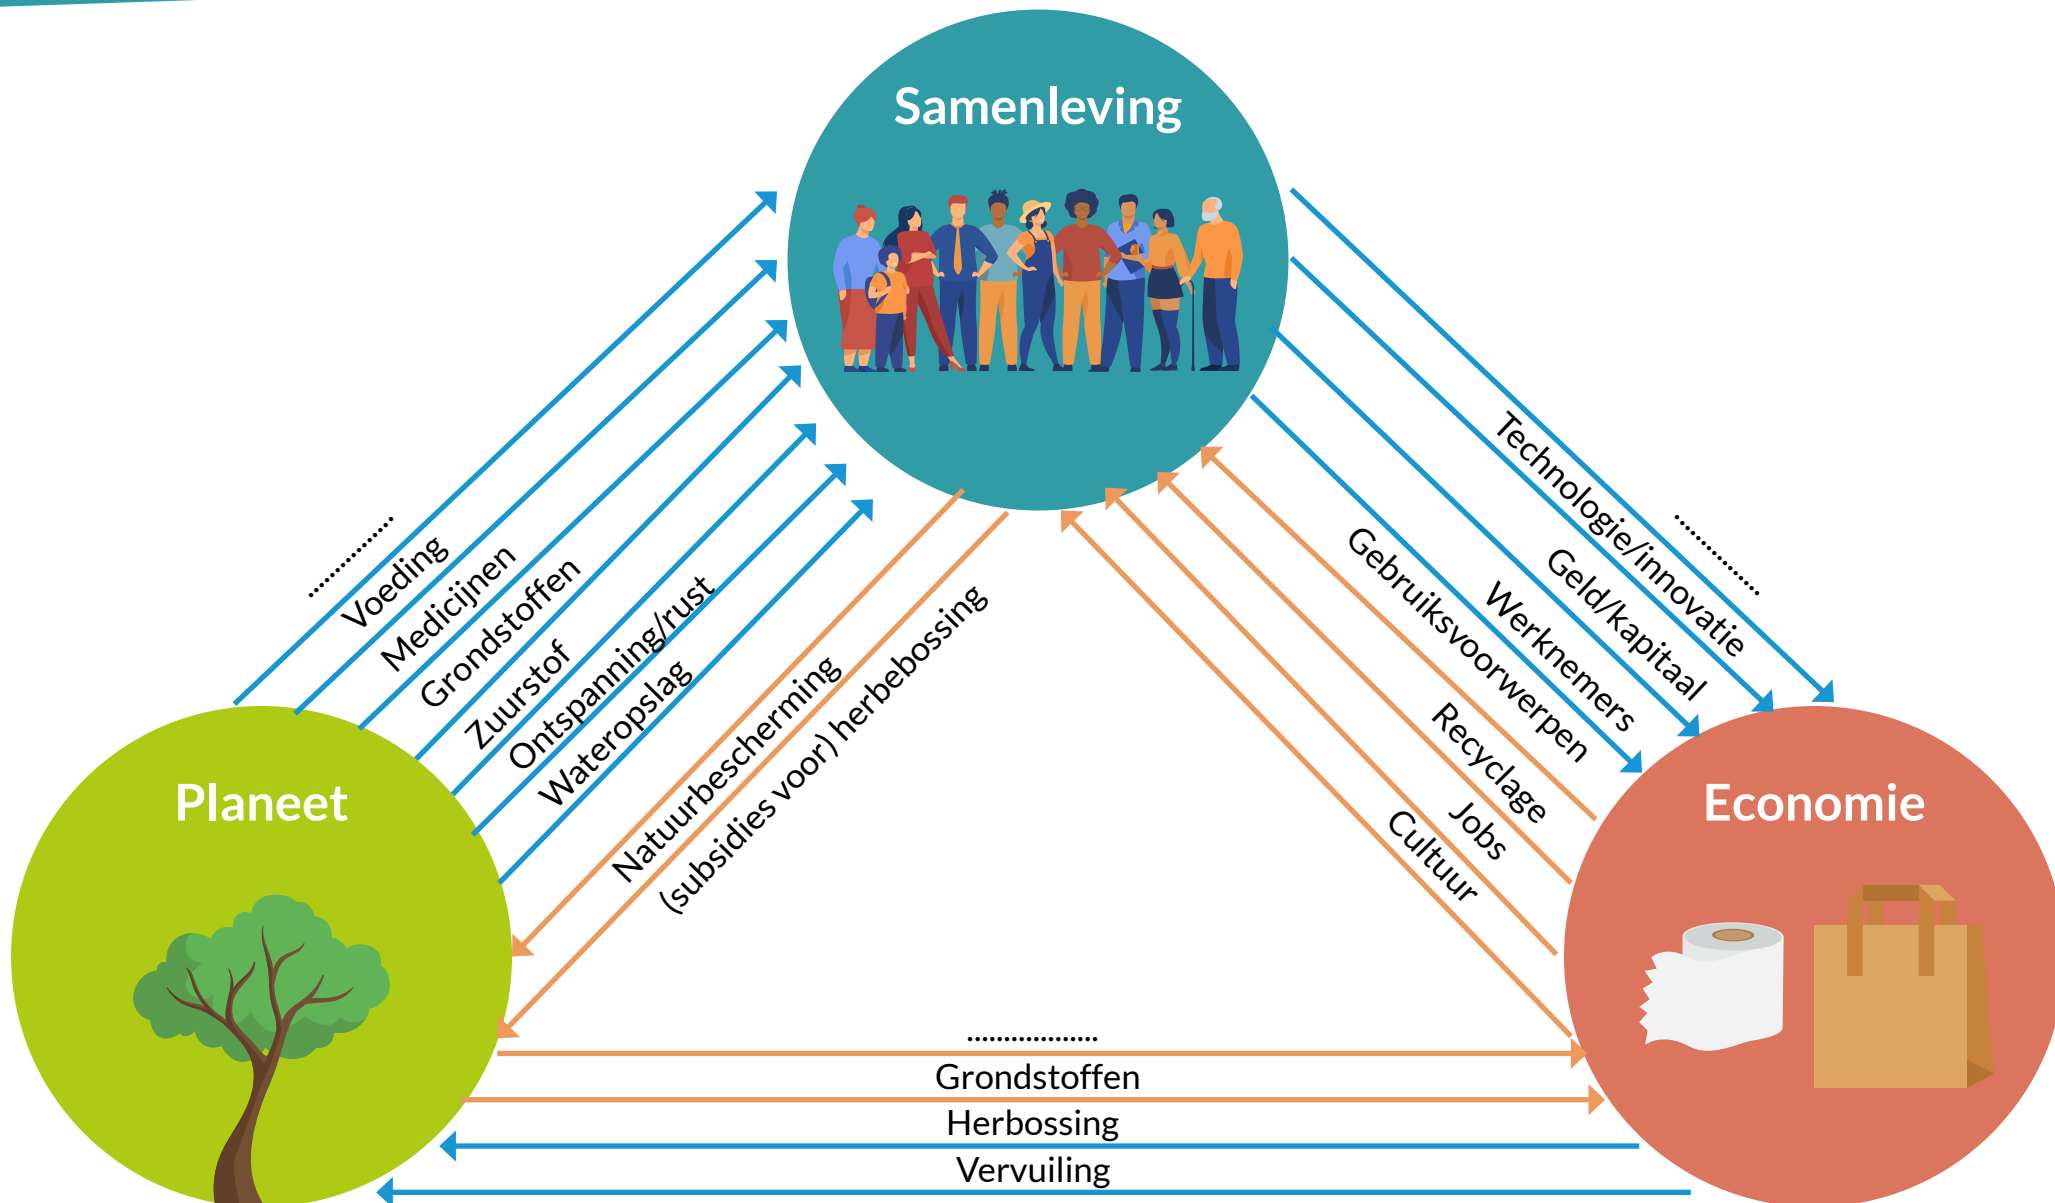 Samenleving
...............
Voeding
Medicijnen
Grondstoffen
Zuurstof
Ontspanning/rust
Wateropslag
Natuurbescherming
(subsidies voor) herbebossing
...............
Technologie/innovatie
Geld/kapitaal
Werknemers
Gebruiksvoorwerpen
Recyclage
Jobs
Cultuur
Planeet
Economie
..................
Grondstoffen
Herbossing
Vervuiling